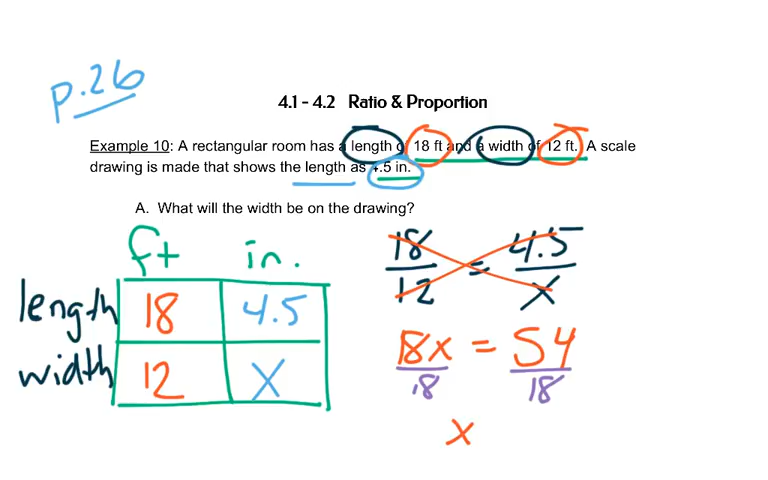 p.26
4.1 - 4.2 Ratio & Proportion
Example 10: A rectangular room has a length of 18 ft and a width of 12 ft. A scale
drawing is made that shows the length as 4.5 in.
A. What will the width be on the drawing?
ft in.
length 18 4.5
width 12 x
18/12 = 4.5/x
18x = 54
18 18
x